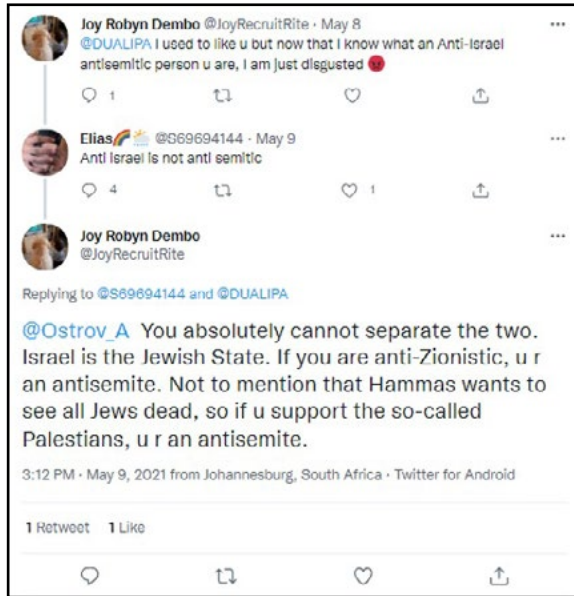 Joy Robyn Dembo @JoyRecruitRite · May 8
@DUALIPA I used to like u but now that I know what an Anti-Israel
antisemitic person u are, I am just disgusted 😡
1
Elias🌈🌦️ @S69694144 · May 9
Anti Israel is not anti semitic
4 1
Joy Robyn Dembo
@JoyRecruitRite
Replying to @S69694144 and @DUALIPA
@Ostrov_A You absolutely cannot separate the two.
Israel is the Jewish State. If you are anti-Zionistic, u r
an antisemite. Not to mention that Hammas wants to
see all Jews dead, so if u support the so-called
Palestians, u r an antisemite.
3:12 PM · May 9, 2021 from Johannesburg, South Africa · Twitter for Android
1 Retweet 1 Like